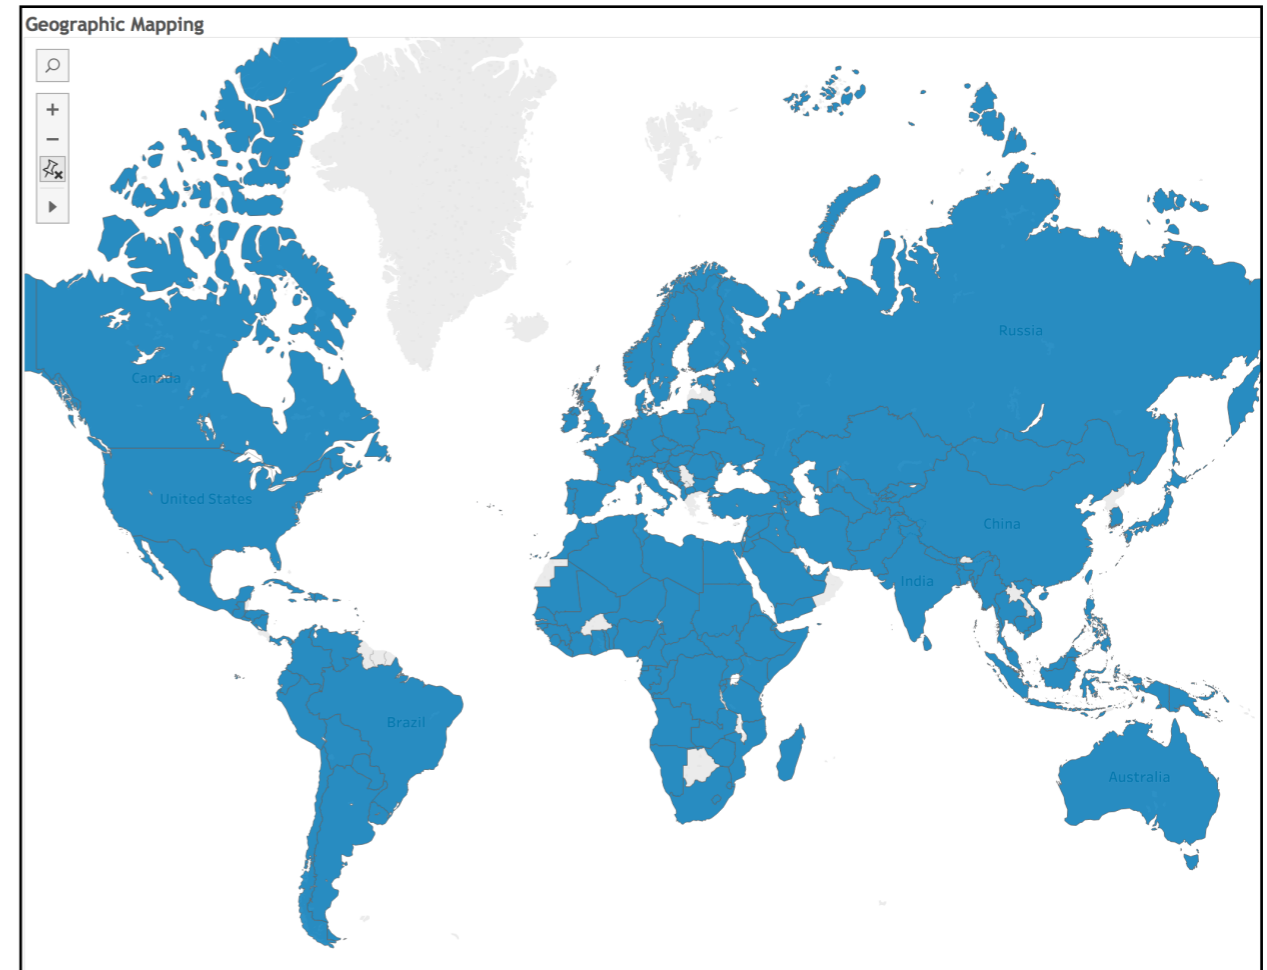 Geographic Mapping
Russia
Canada
United States
China
India
Brazil
Australia